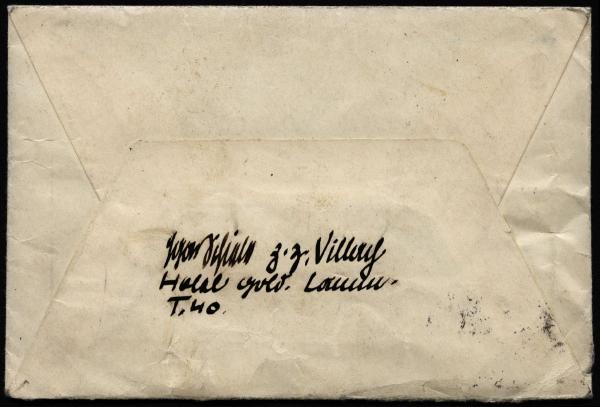 Egon Schiele z.z. Villach
Hotel gold. Lamm.
T. 40.